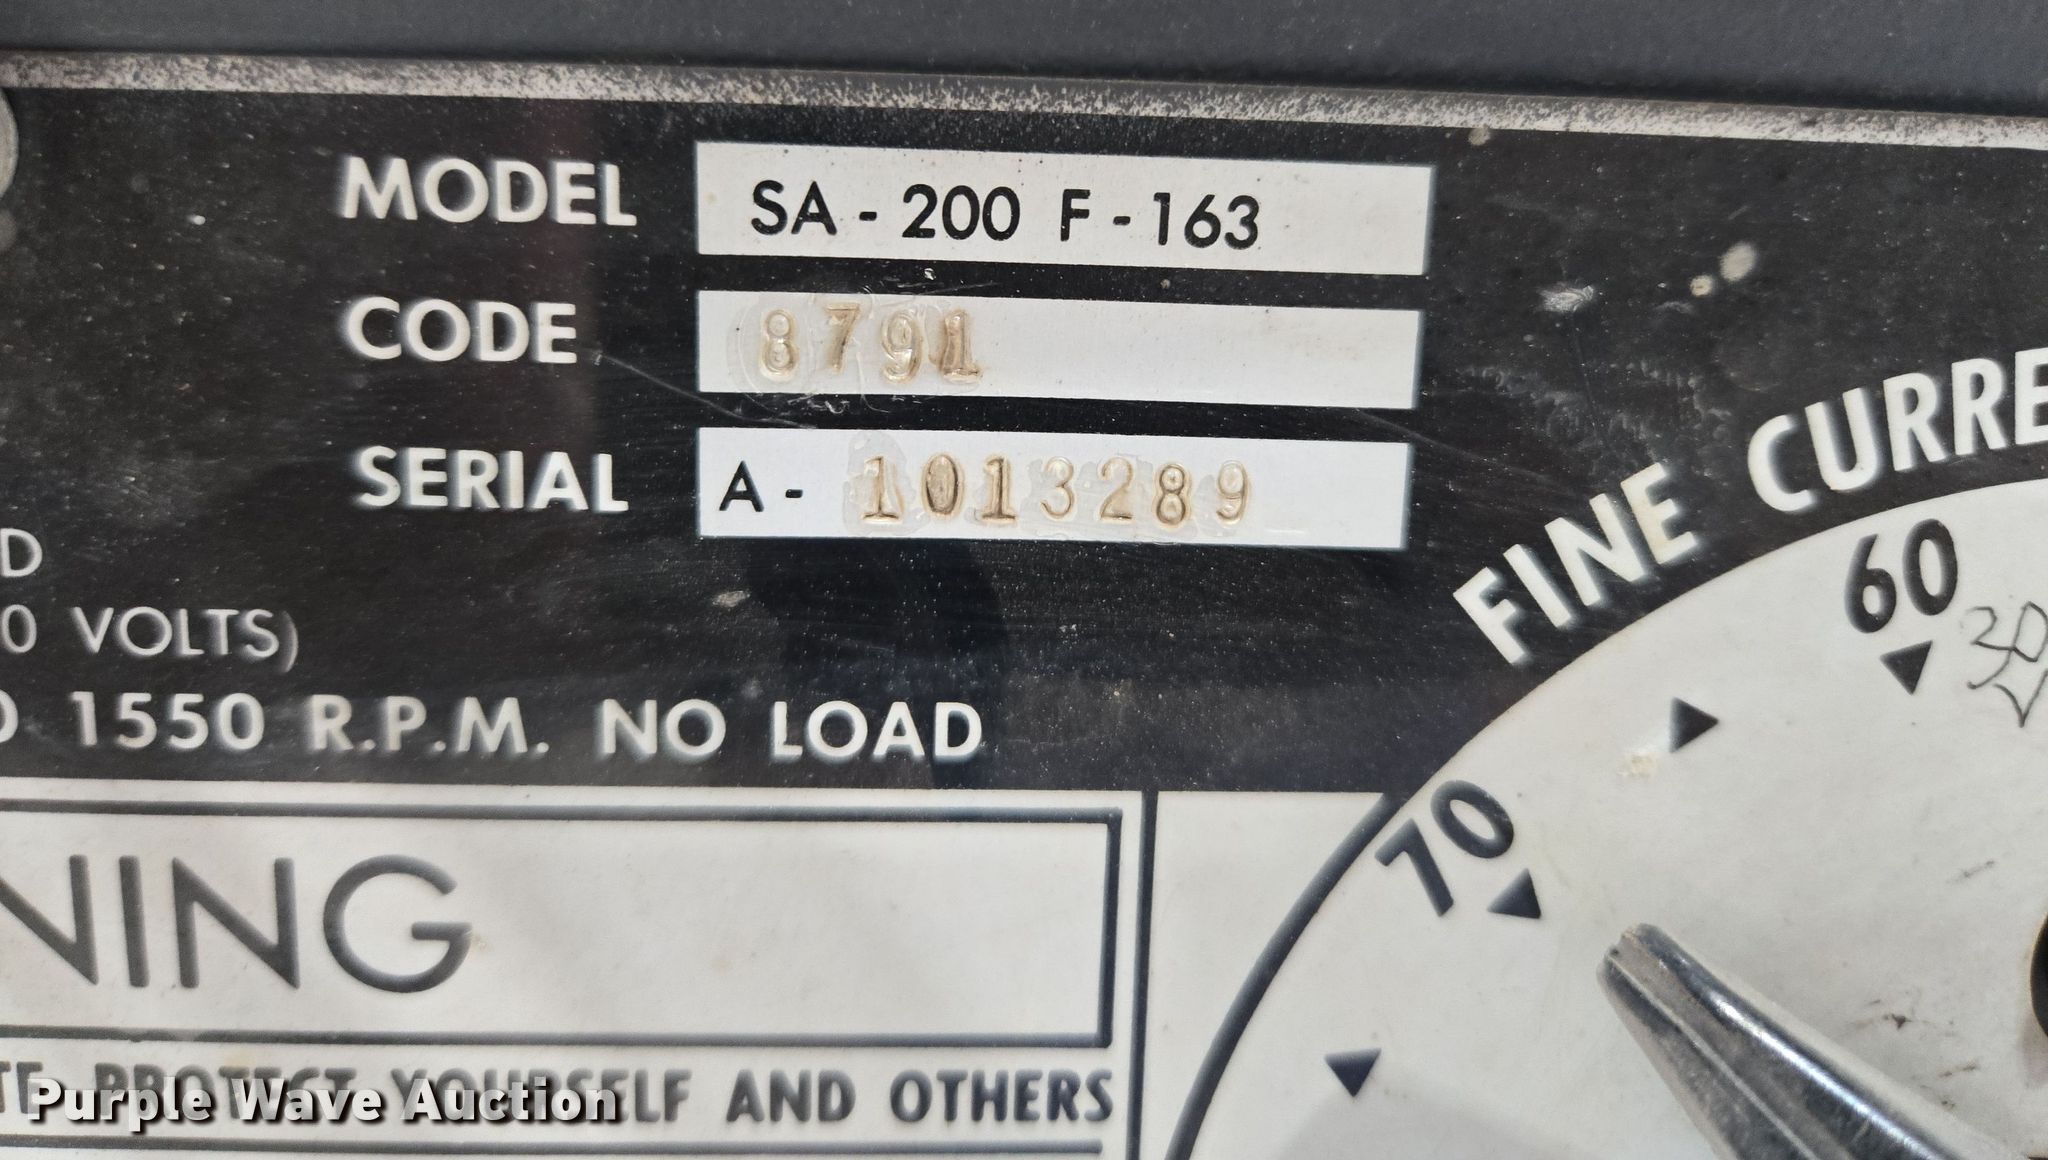 MODEL SA - 200 F - 163
CODE 8791
SERIAL A - 1013289
D
0 VOLTS)
1550 R.P.M. NO LOAD
NING
PROTECT YOURSELF AND OTHERS
FINE CURRE
60
30
70
Purple Wave Auction